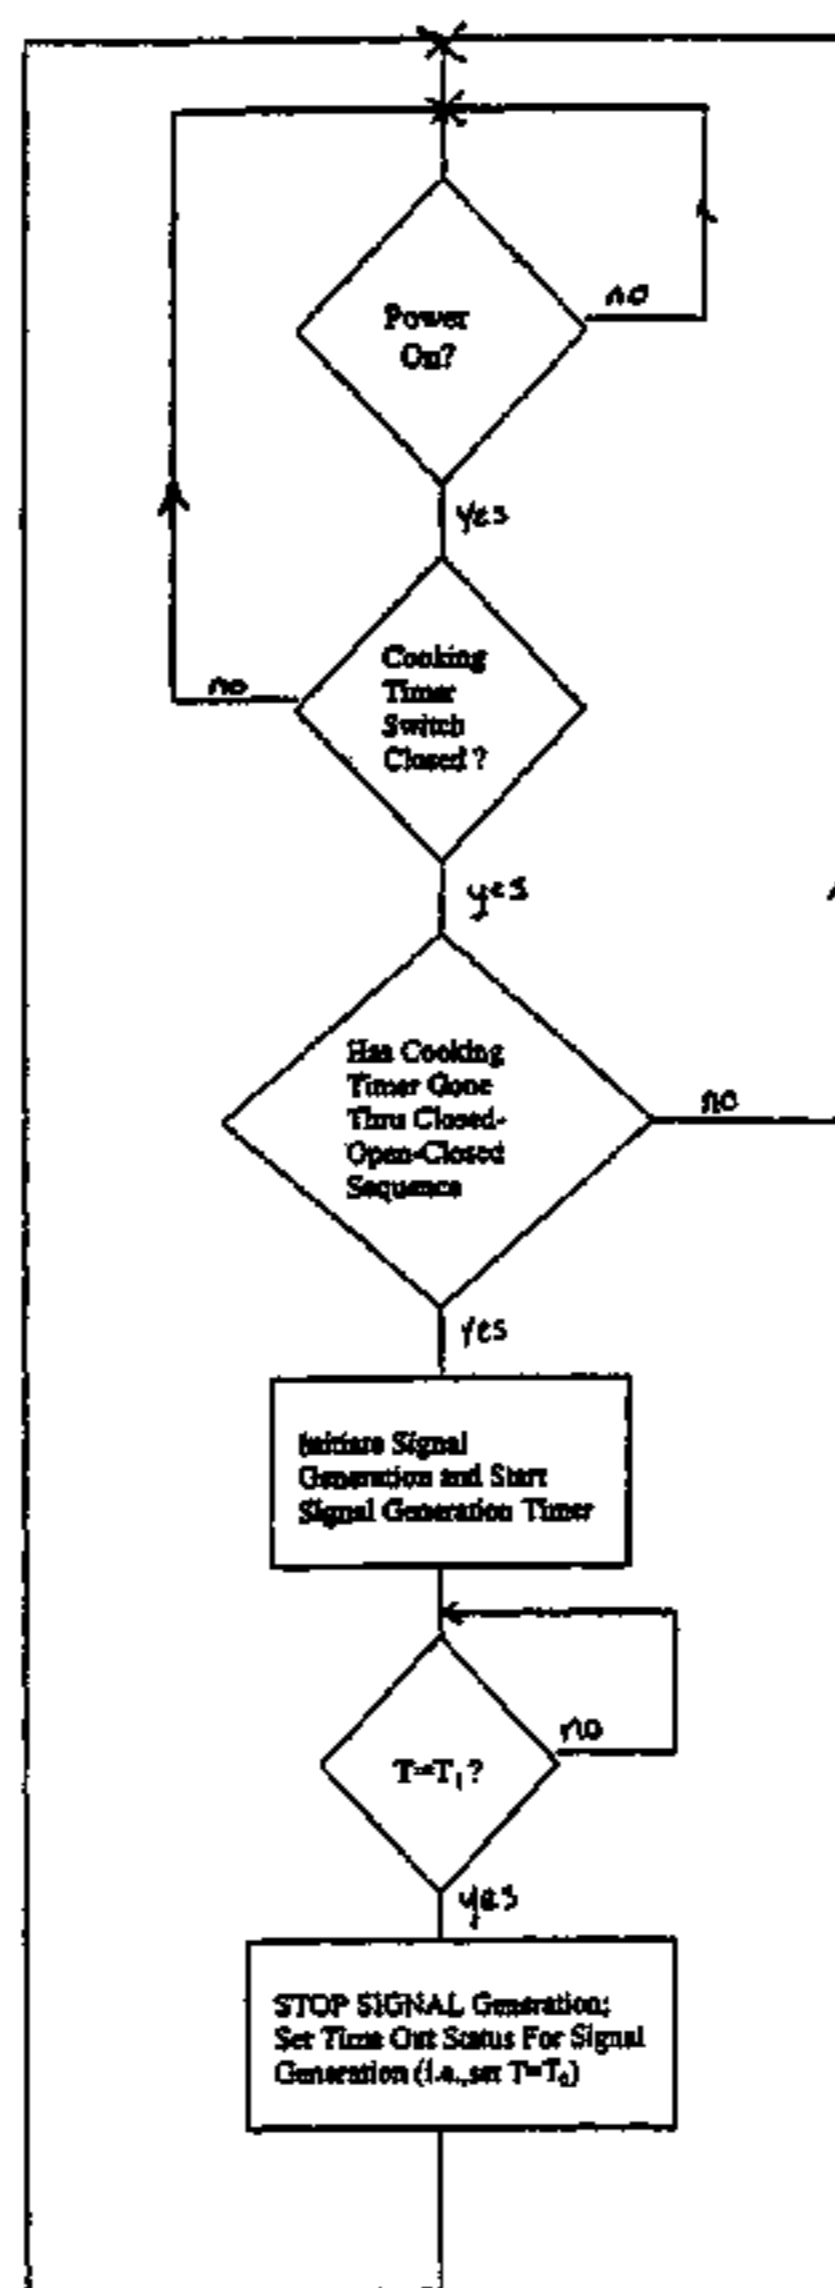 Power
On?
no
yes
Cooking
Timer
Switch
Closed ?
no
yes
Has Cooking
Timer Gone
Thru Closed-
Open-Closed
Sequence
no
yes
Initiate Signal
Generation and Start
Signal Generation Timer
T=T₁?
no
yes
STOP SIGNAL Generation;
Set Time Out Status For Signal
Generation (i.e., set T=T₀)